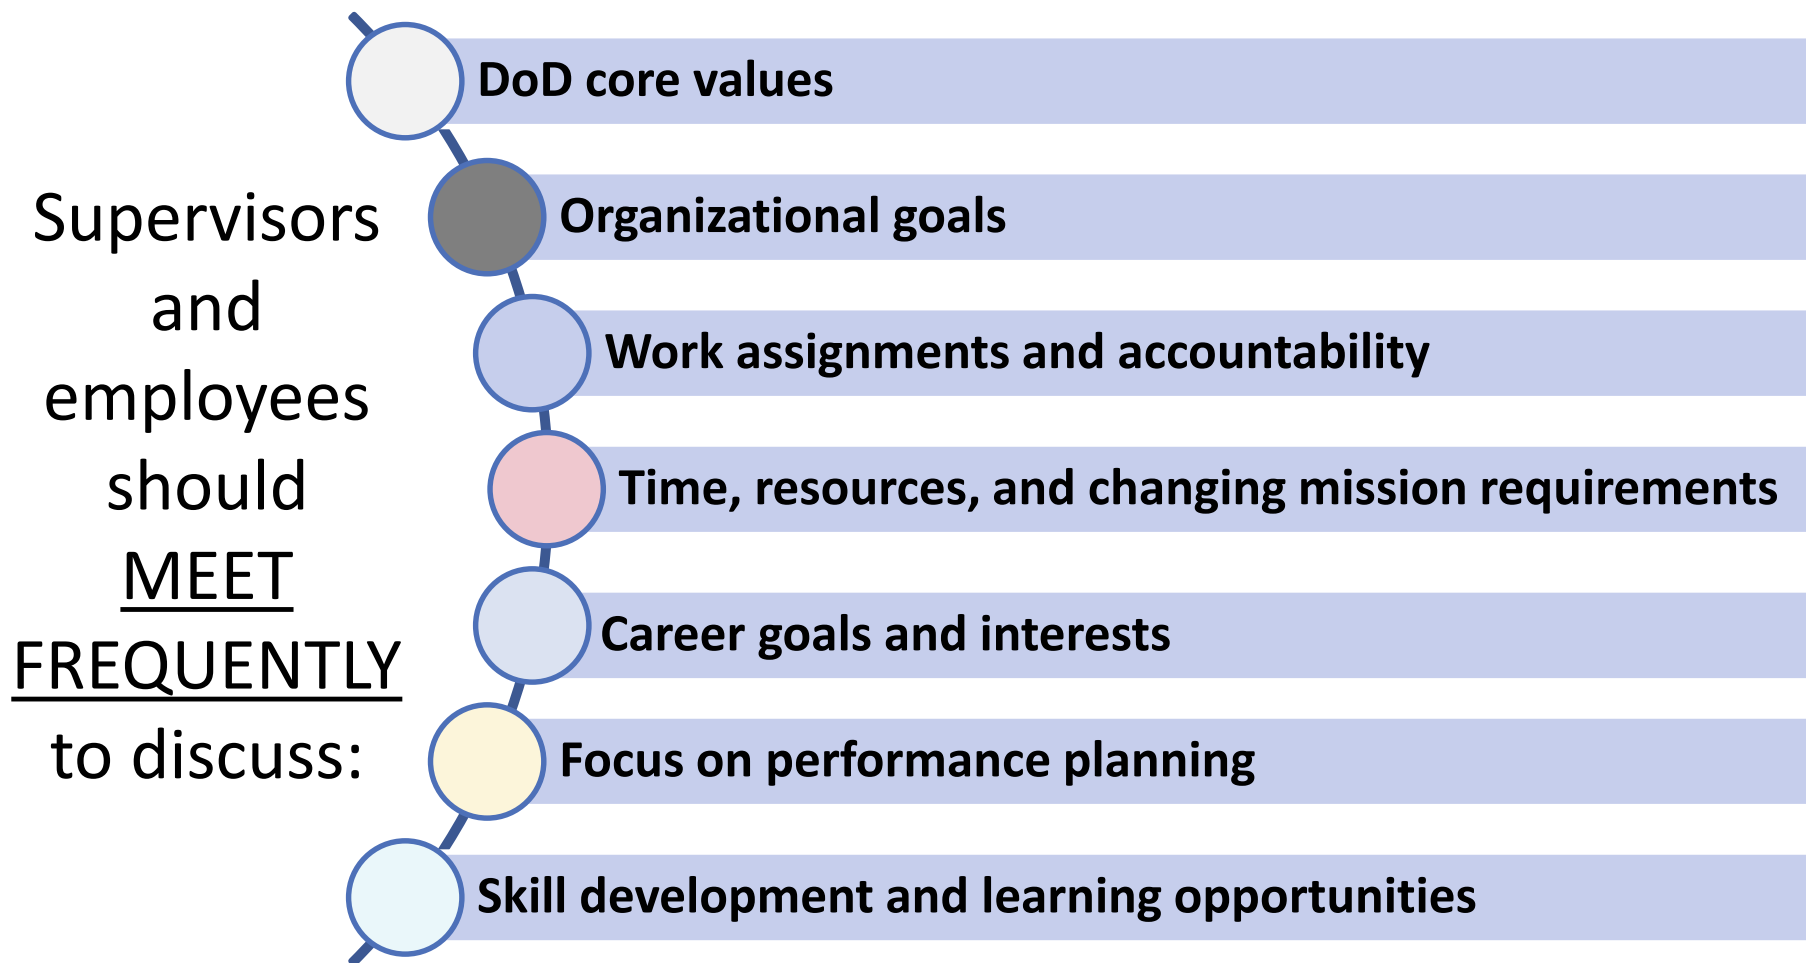 Supervisors
and
employees
should
MEET
FREQUENTLY
to discuss:
DoD core values
Organizational goals
Work assignments and accountability
Time, resources, and changing mission requirements
Career goals and interests
Focus on performance planning
Skill development and learning opportunities